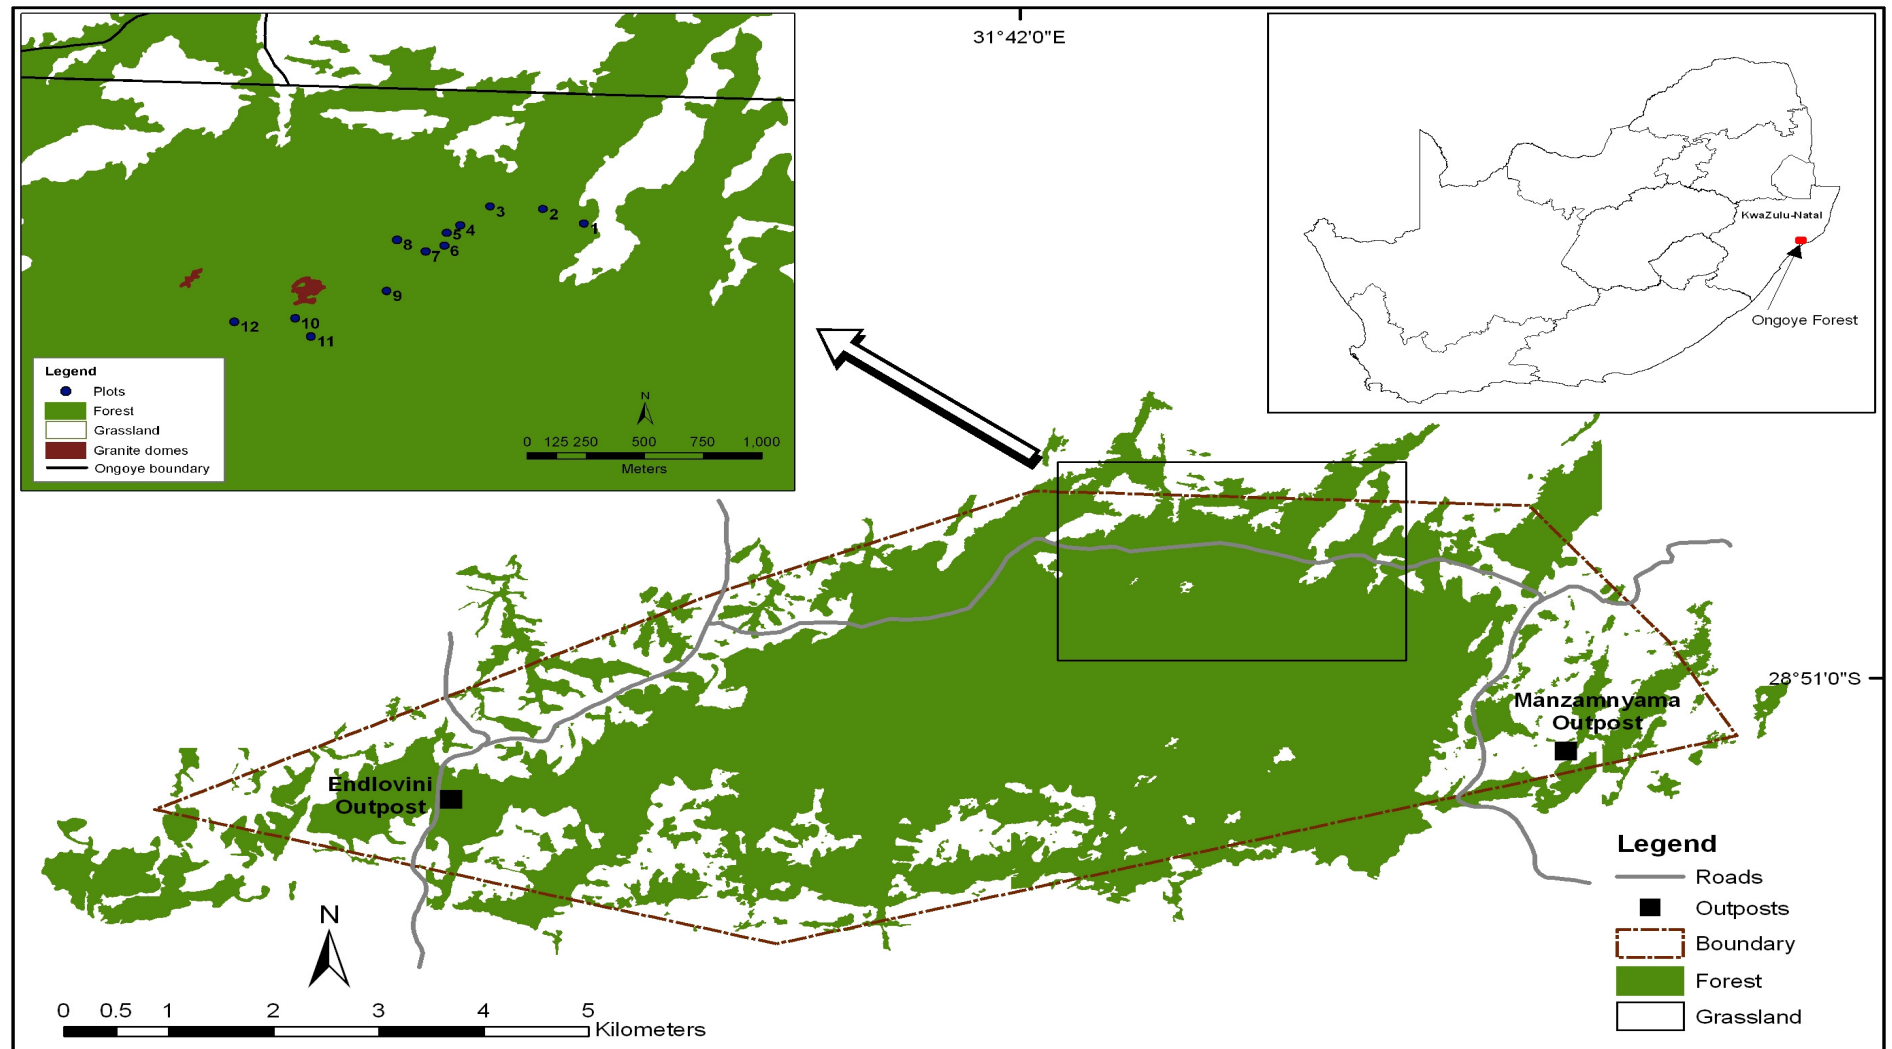 31°42'0"E
3
2
1
4
5
6
8
7
9
12
10
11
Legend
Plots
Forest
Grassland
Granite domes
Ongoye boundary
N
0 125 250 500 750 1,000
Meters
KwaZulu-Natal
Ongoye Forest
28°51'0"S
Manzamnyama
Outpost
Endlovini
Outpost
N
0 0.5 1 2 3 4 5
Kilometers
Legend
Roads
Outposts
Boundary
Forest
Grassland